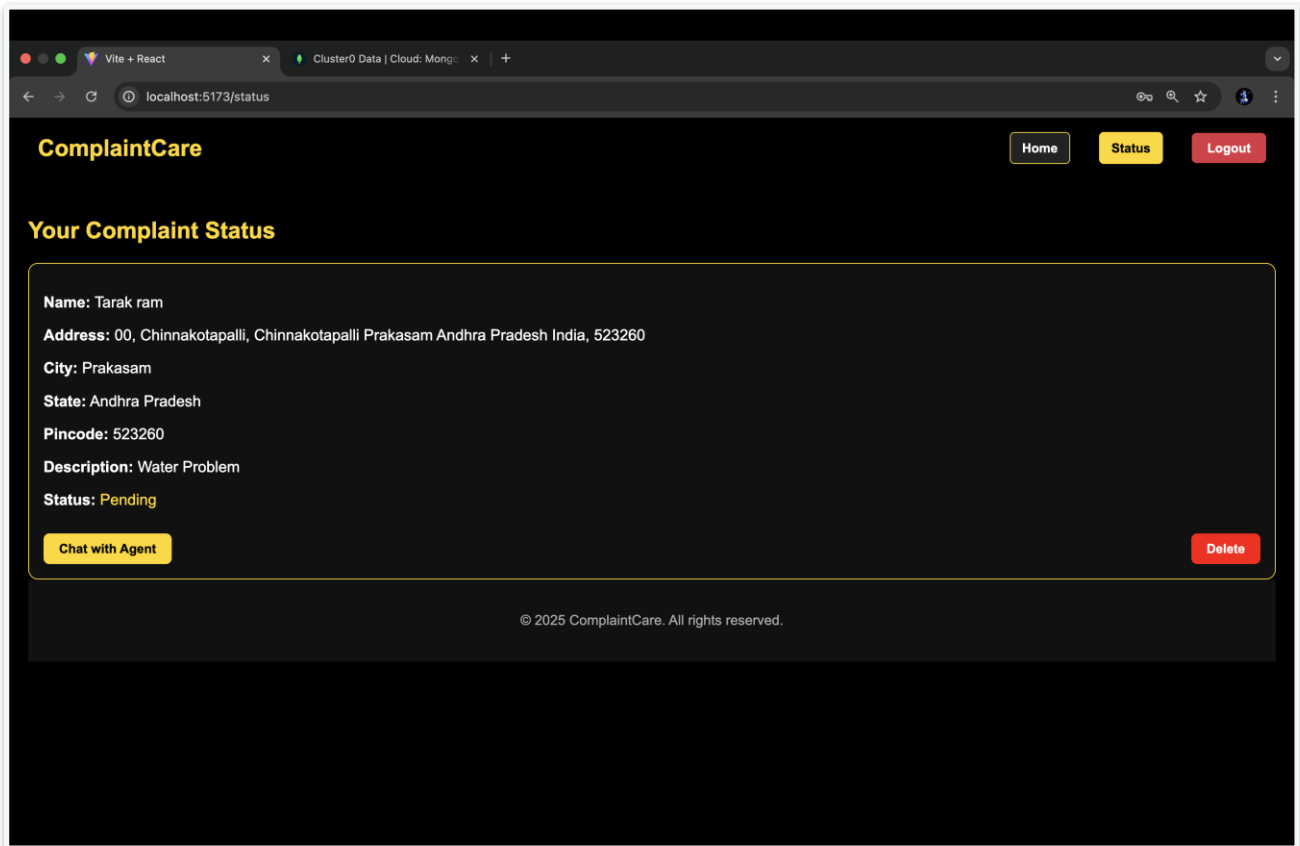 Vite + React
Cluster0 Data | Cloud: Mongo
localhost:5173/status
ComplaintCare
Home
Status
Logout
Your Complaint Status
Name: Tarak ram
Address: 00, Chinnakotapalli, Chinnakotapalli Prakasam Andhra Pradesh India, 523260
City: Prakasam
State: Andhra Pradesh
Pincode: 523260
Description: Water Problem
Status: Pending
Chat with Agent
Delete
© 2025 ComplaintCare. All rights reserved.